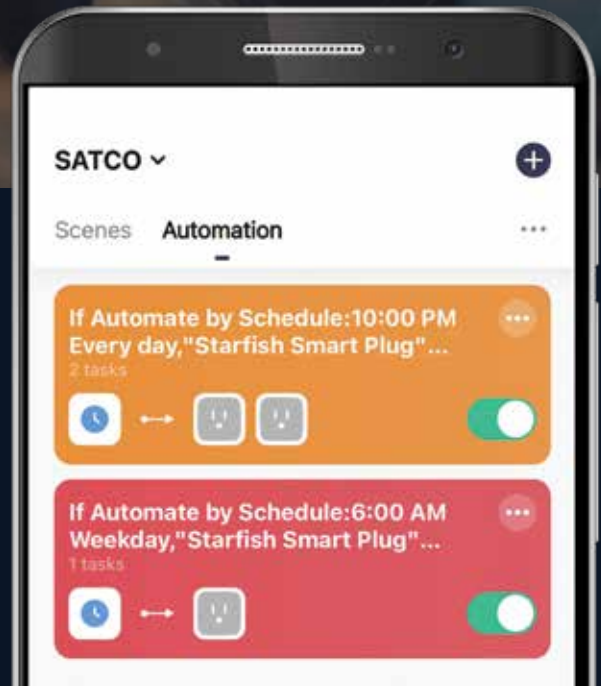 SATCO
Scenes Automation
If Automate by Schedule:10:00 PM
Every day,"Starfish Smart Plug"...
2 tasks
If Automate by Schedule:6:00 AM
Weekday,"Starfish Smart Plug"...
1 tasks